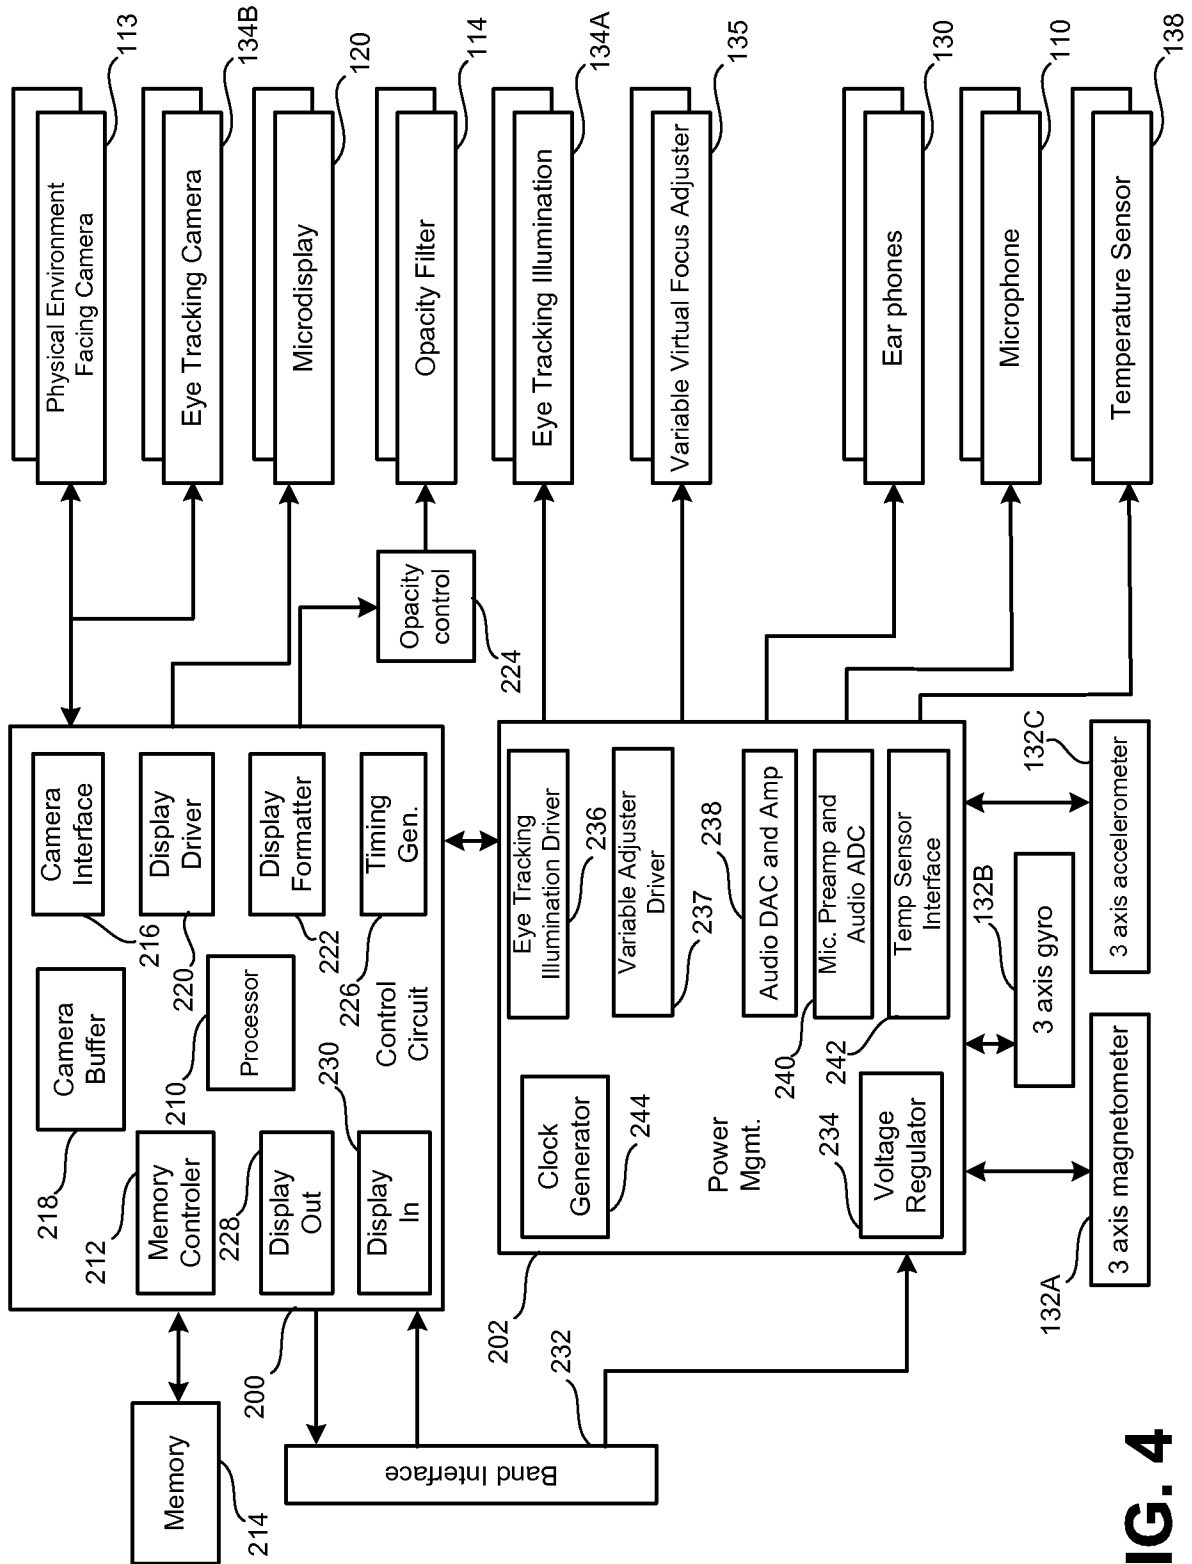 Memory
214
Band Interface
232
200
202
Memory
Controler
212
Camera
Buffer
218
Camera
Interface
216
Display
Out
228
Processor
210
Display
Driver
220
Display
Formatter
222
Display
In
230
Control
Circuit
Timing
Gen.
226
Clock
Generator
244
Power
Mgmt.
Voltage
Regulator
234
Eye Tracking
Illumination Driver
236
Variable Adjuster
Driver
237
Audio DAC and Amp
238
Mic. Preamp and
Audio ADC
240
Temp Sensor
Interface
242
3 axis magnetometer
132A
3 axis gyro
132B
3 axis accelerometer
132C
Opacity
control
224
Physical Environment
Facing Camera
113
Eye Tracking Camera
134B
Microdisplay
120
Opacity Filter
114
Eye Tracking Illumination
134A
Variable Virtual Focus Adjuster
135
Ear phones
130
Microphone
110
Temperature Sensor
138
IG. 4